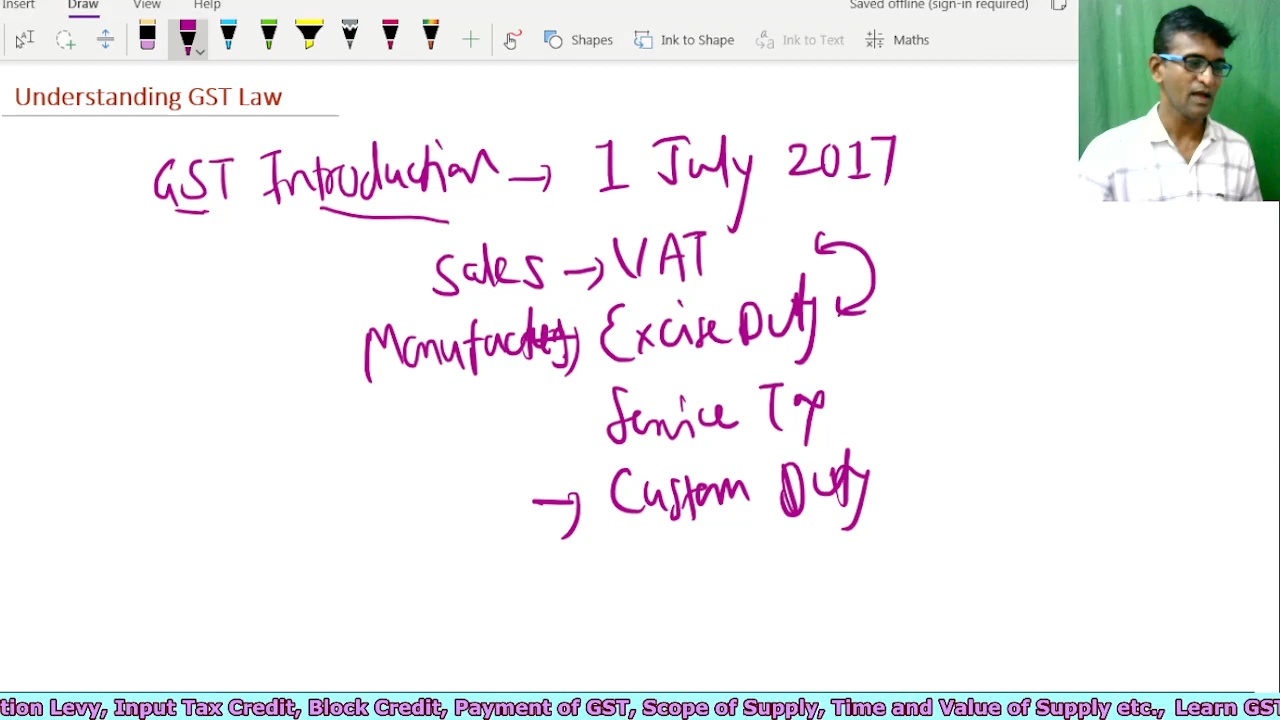 Insert Draw View Help Saved offline (sign-in required)
Shapes Ink to Shape Ink to Text Maths
Understanding GST Law
GST Introduction → 1 July 2017
Sales → VAT
Excise Duty
Service Tax
→ Custom Duty
tion Levy, Input Tax Credit, Block Credit, Payment of GST, Scope of Supply, Time and Value of Supply etc., Learn GST